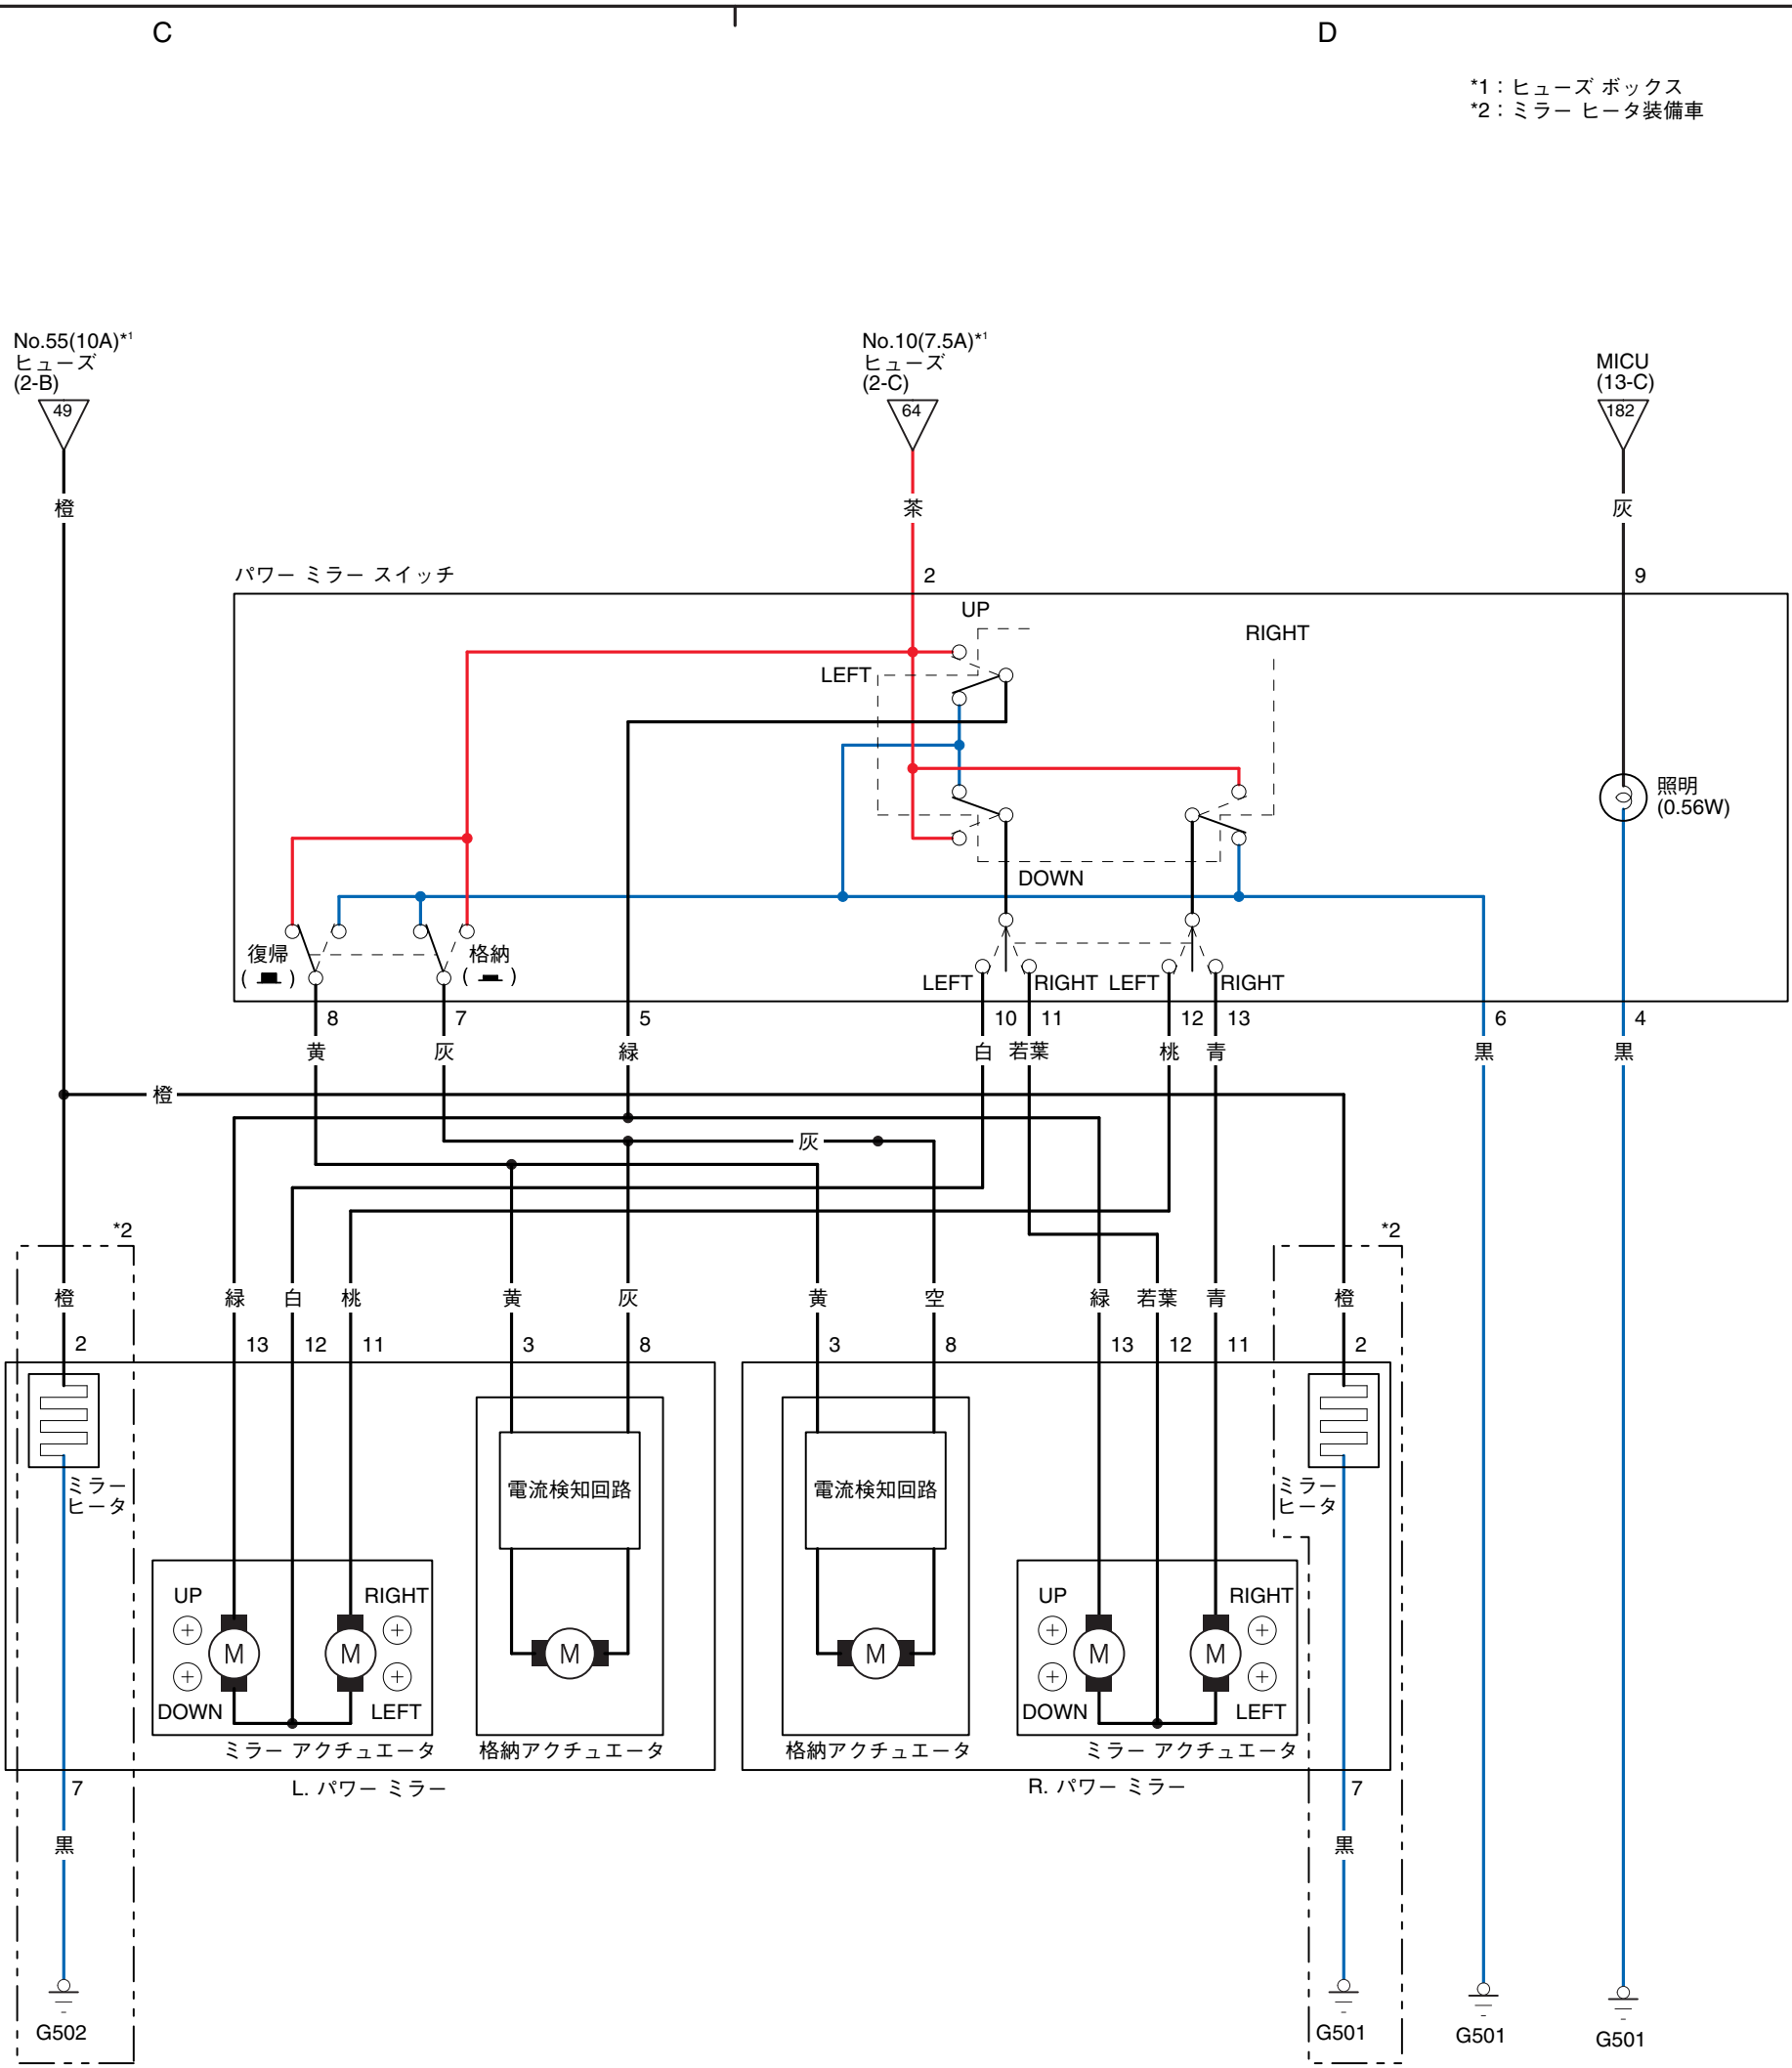 C
D
*1：ヒューズ ボックス
*2：ミラー ヒータ装備車
No.55(10A)*1
ヒューズ
(2-B)
49
No.10(7.5A)*1
ヒューズ
(2-C)
64
MICU
(13-C)
182
橙
茶
灰
パワー ミラー スイッチ
2
9
UP
RIGHT
LEFT
照明
(0.56W)
DOWN
復帰
( )
格納
( )
LEFT
RIGHT
LEFT
RIGHT
8
7
5
10
11
12
13
6
4
黄
灰
緑
白
若葉
桃
青
黒
黒
橙
灰
*2
*2
橙
緑
白
桃
黄
灰
黄
空
緑
若葉
青
橙
2
13
12
11
3
8
3
8
13
12
11
2
ミラー
ヒータ
電流検知回路
電流検知回路
ミラー
ヒータ
UP
RIGHT
UP
RIGHT
+
+
+
+
M
M
M
M
M
M
+
+
+
+
DOWN
LEFT
DOWN
LEFT
ミラー アクチュエータ
格納アクチュエータ
格納アクチュエータ
ミラー アクチュエータ
7
L. パワー ミラー
R. パワー ミラー
7
黒
黒
G502
G501
G501
G501